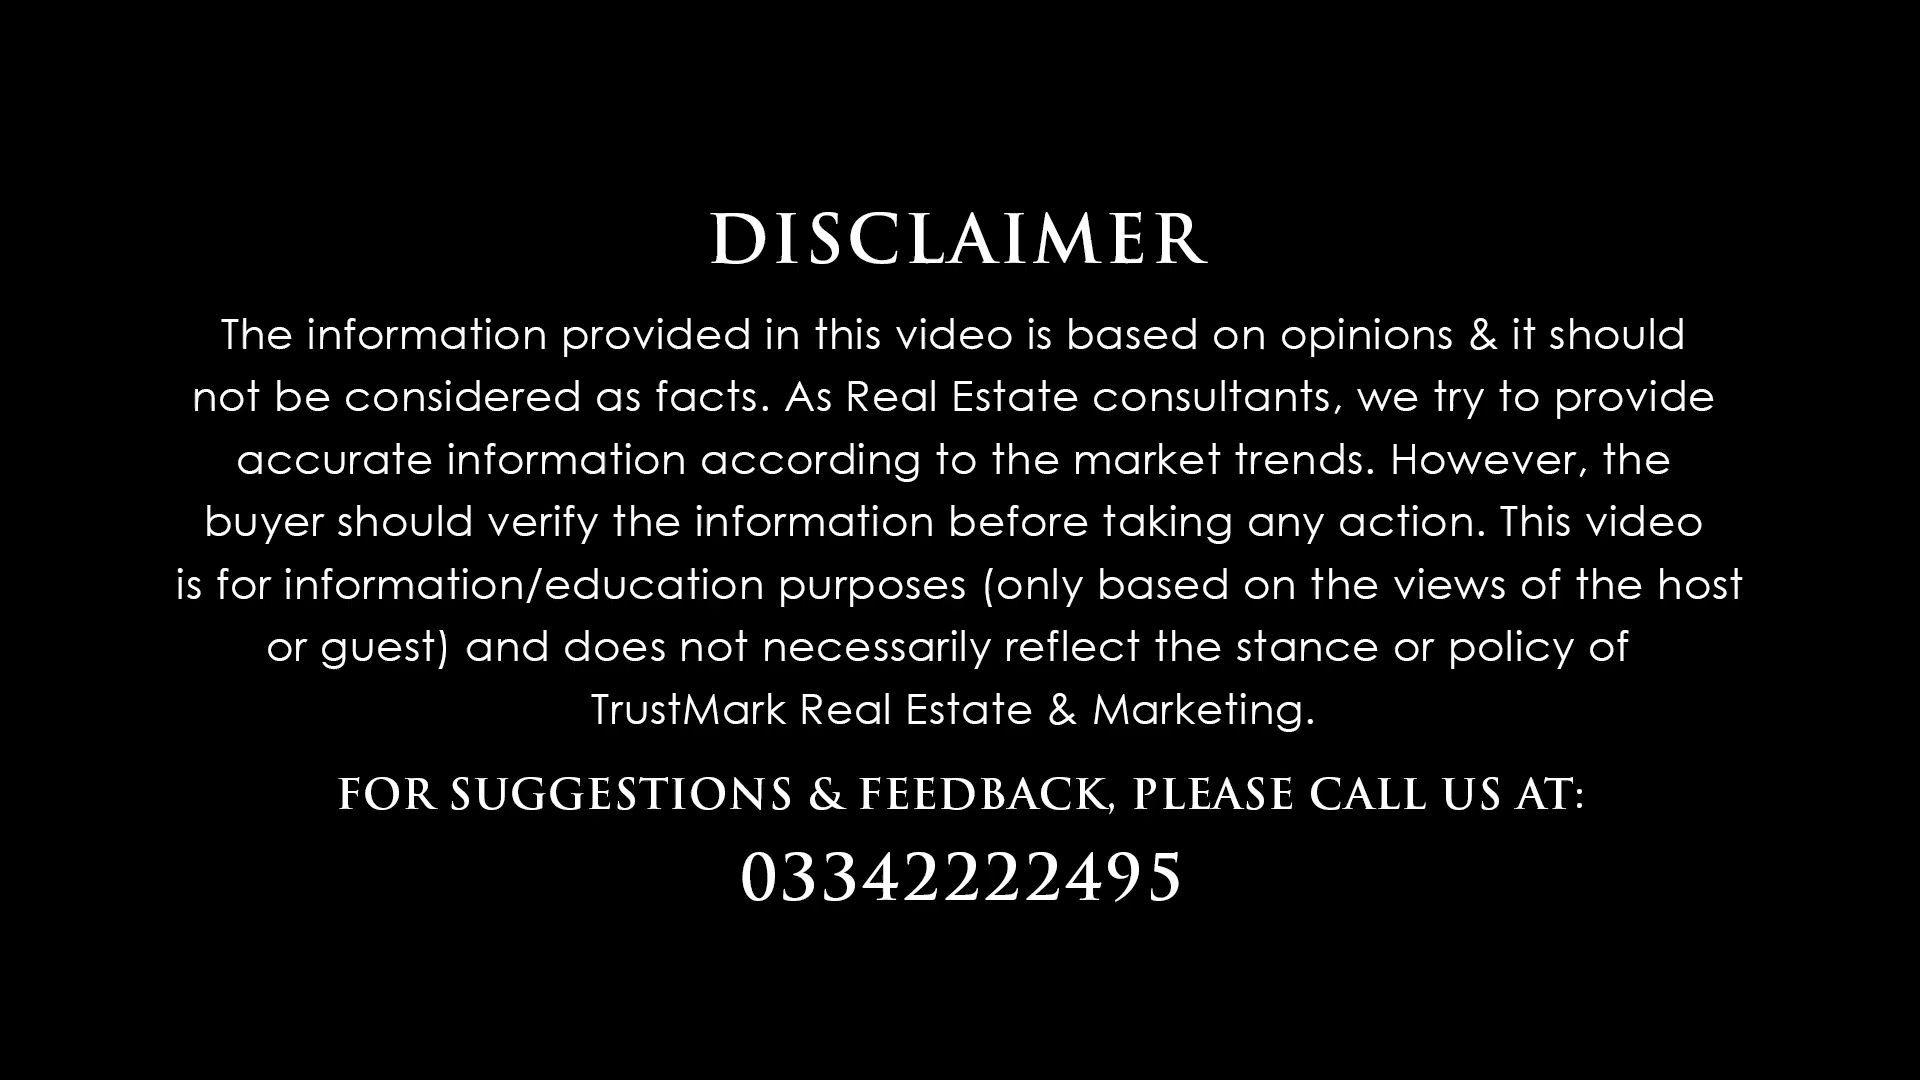 DISCLAIMER
The information provided in this video is based on opinions & it should
not be considered as facts. As Real Estate consultants, we try to provide
accurate information according to the market trends. However, the
buyer should verify the information before taking any action. This video
is for information/education purposes (only based on the views of the host
or guest) and does not necessarily reflect the stance or policy of
TrustMark Real Estate & Marketing.
FOR SUGGESTIONS & FEEDBACK, PLEASE CALL US AT:
03342222495